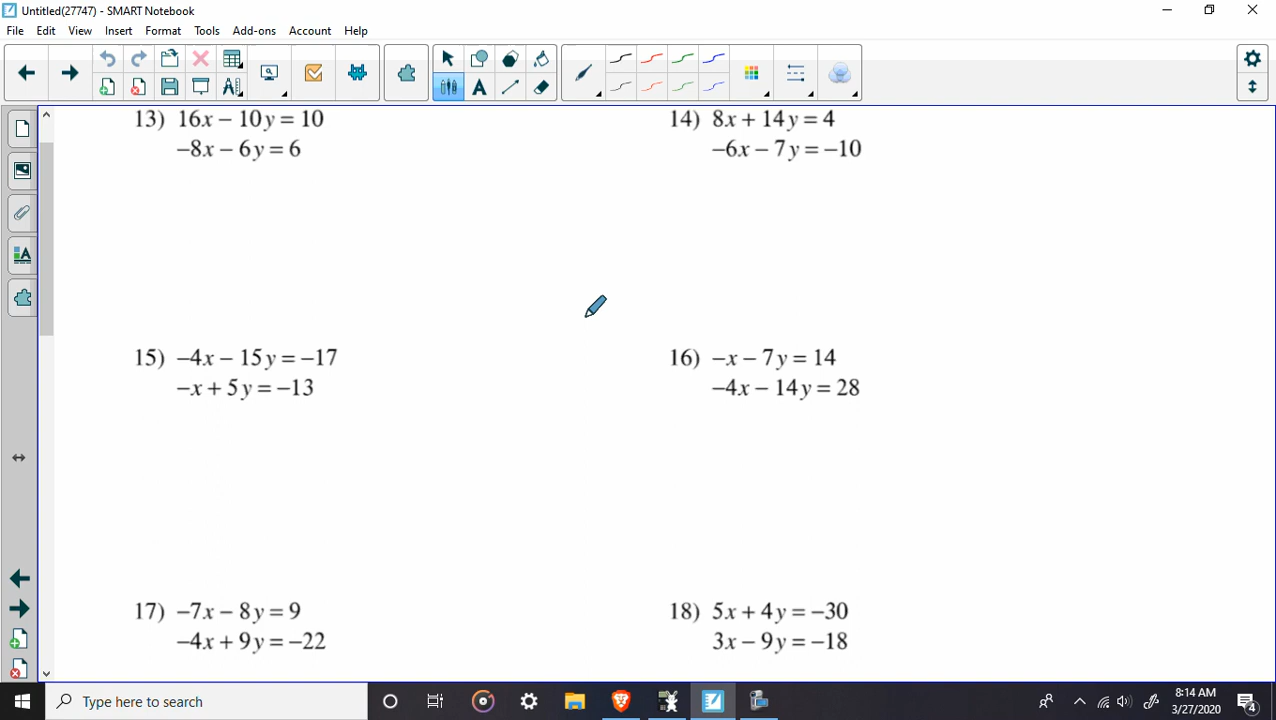 Untitled(27747) - SMART Notebook
File Edit View Insert Format Tools Add-ons Account Help
13) 16x − 10y = 10
−8x − 6y = 6
14) 8x + 14y = 4
−6x − 7y = −10
15) −4x − 15y = −17
−x + 5y = −13
16) −x − 7y = 14
−4x − 14y = 28
17) −7x − 8y = 9
−4x + 9y = −22
18) 5x + 4y = −30
3x − 9y = −18
Type here to search
8:14 AM
3/27/2020
4